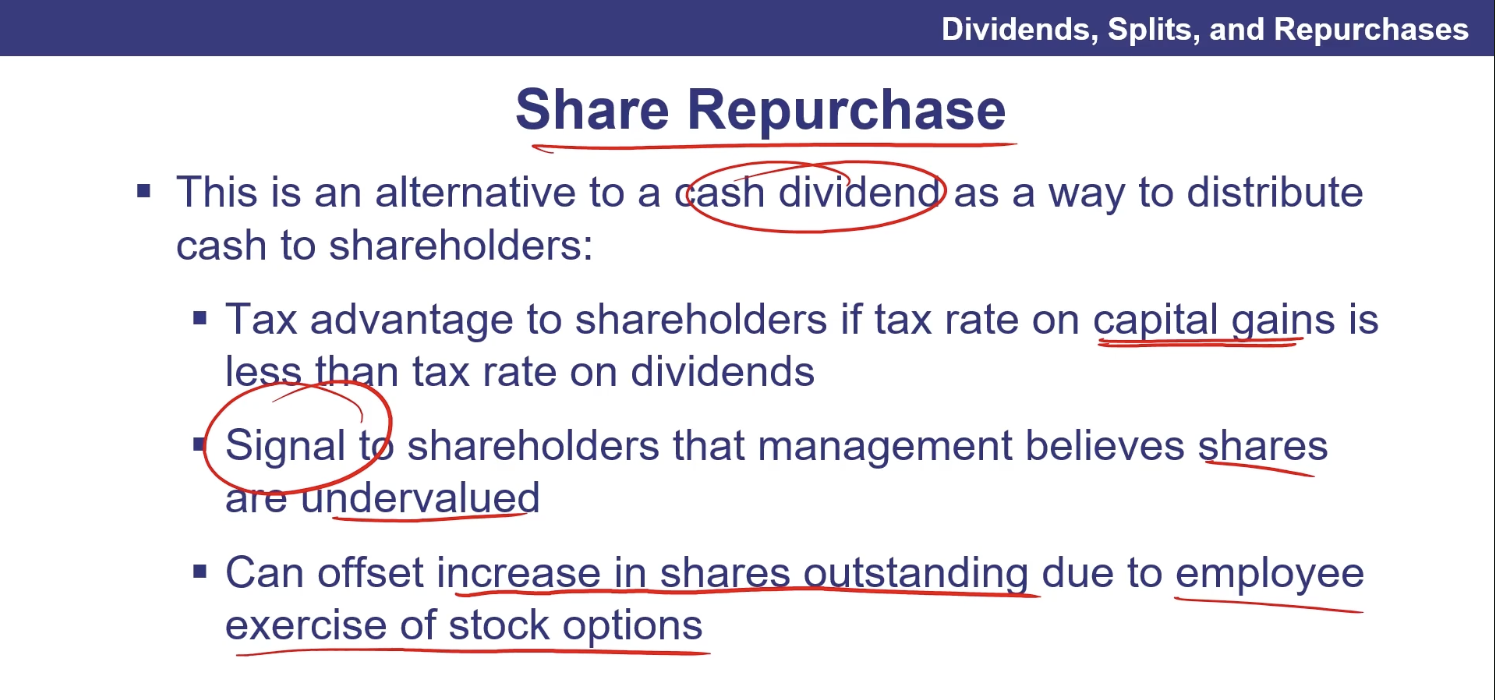 Dividends, Splits, and Repurchases
Share Repurchase
▪ This is an alternative to a cash dividend as a way to distribute
cash to shareholders:
▪ Tax advantage to shareholders if tax rate on capital gains is
less than tax rate on dividends
▪ Signal to shareholders that management believes shares
are undervalued
▪ Can offset increase in shares outstanding due to employee
exercise of stock options